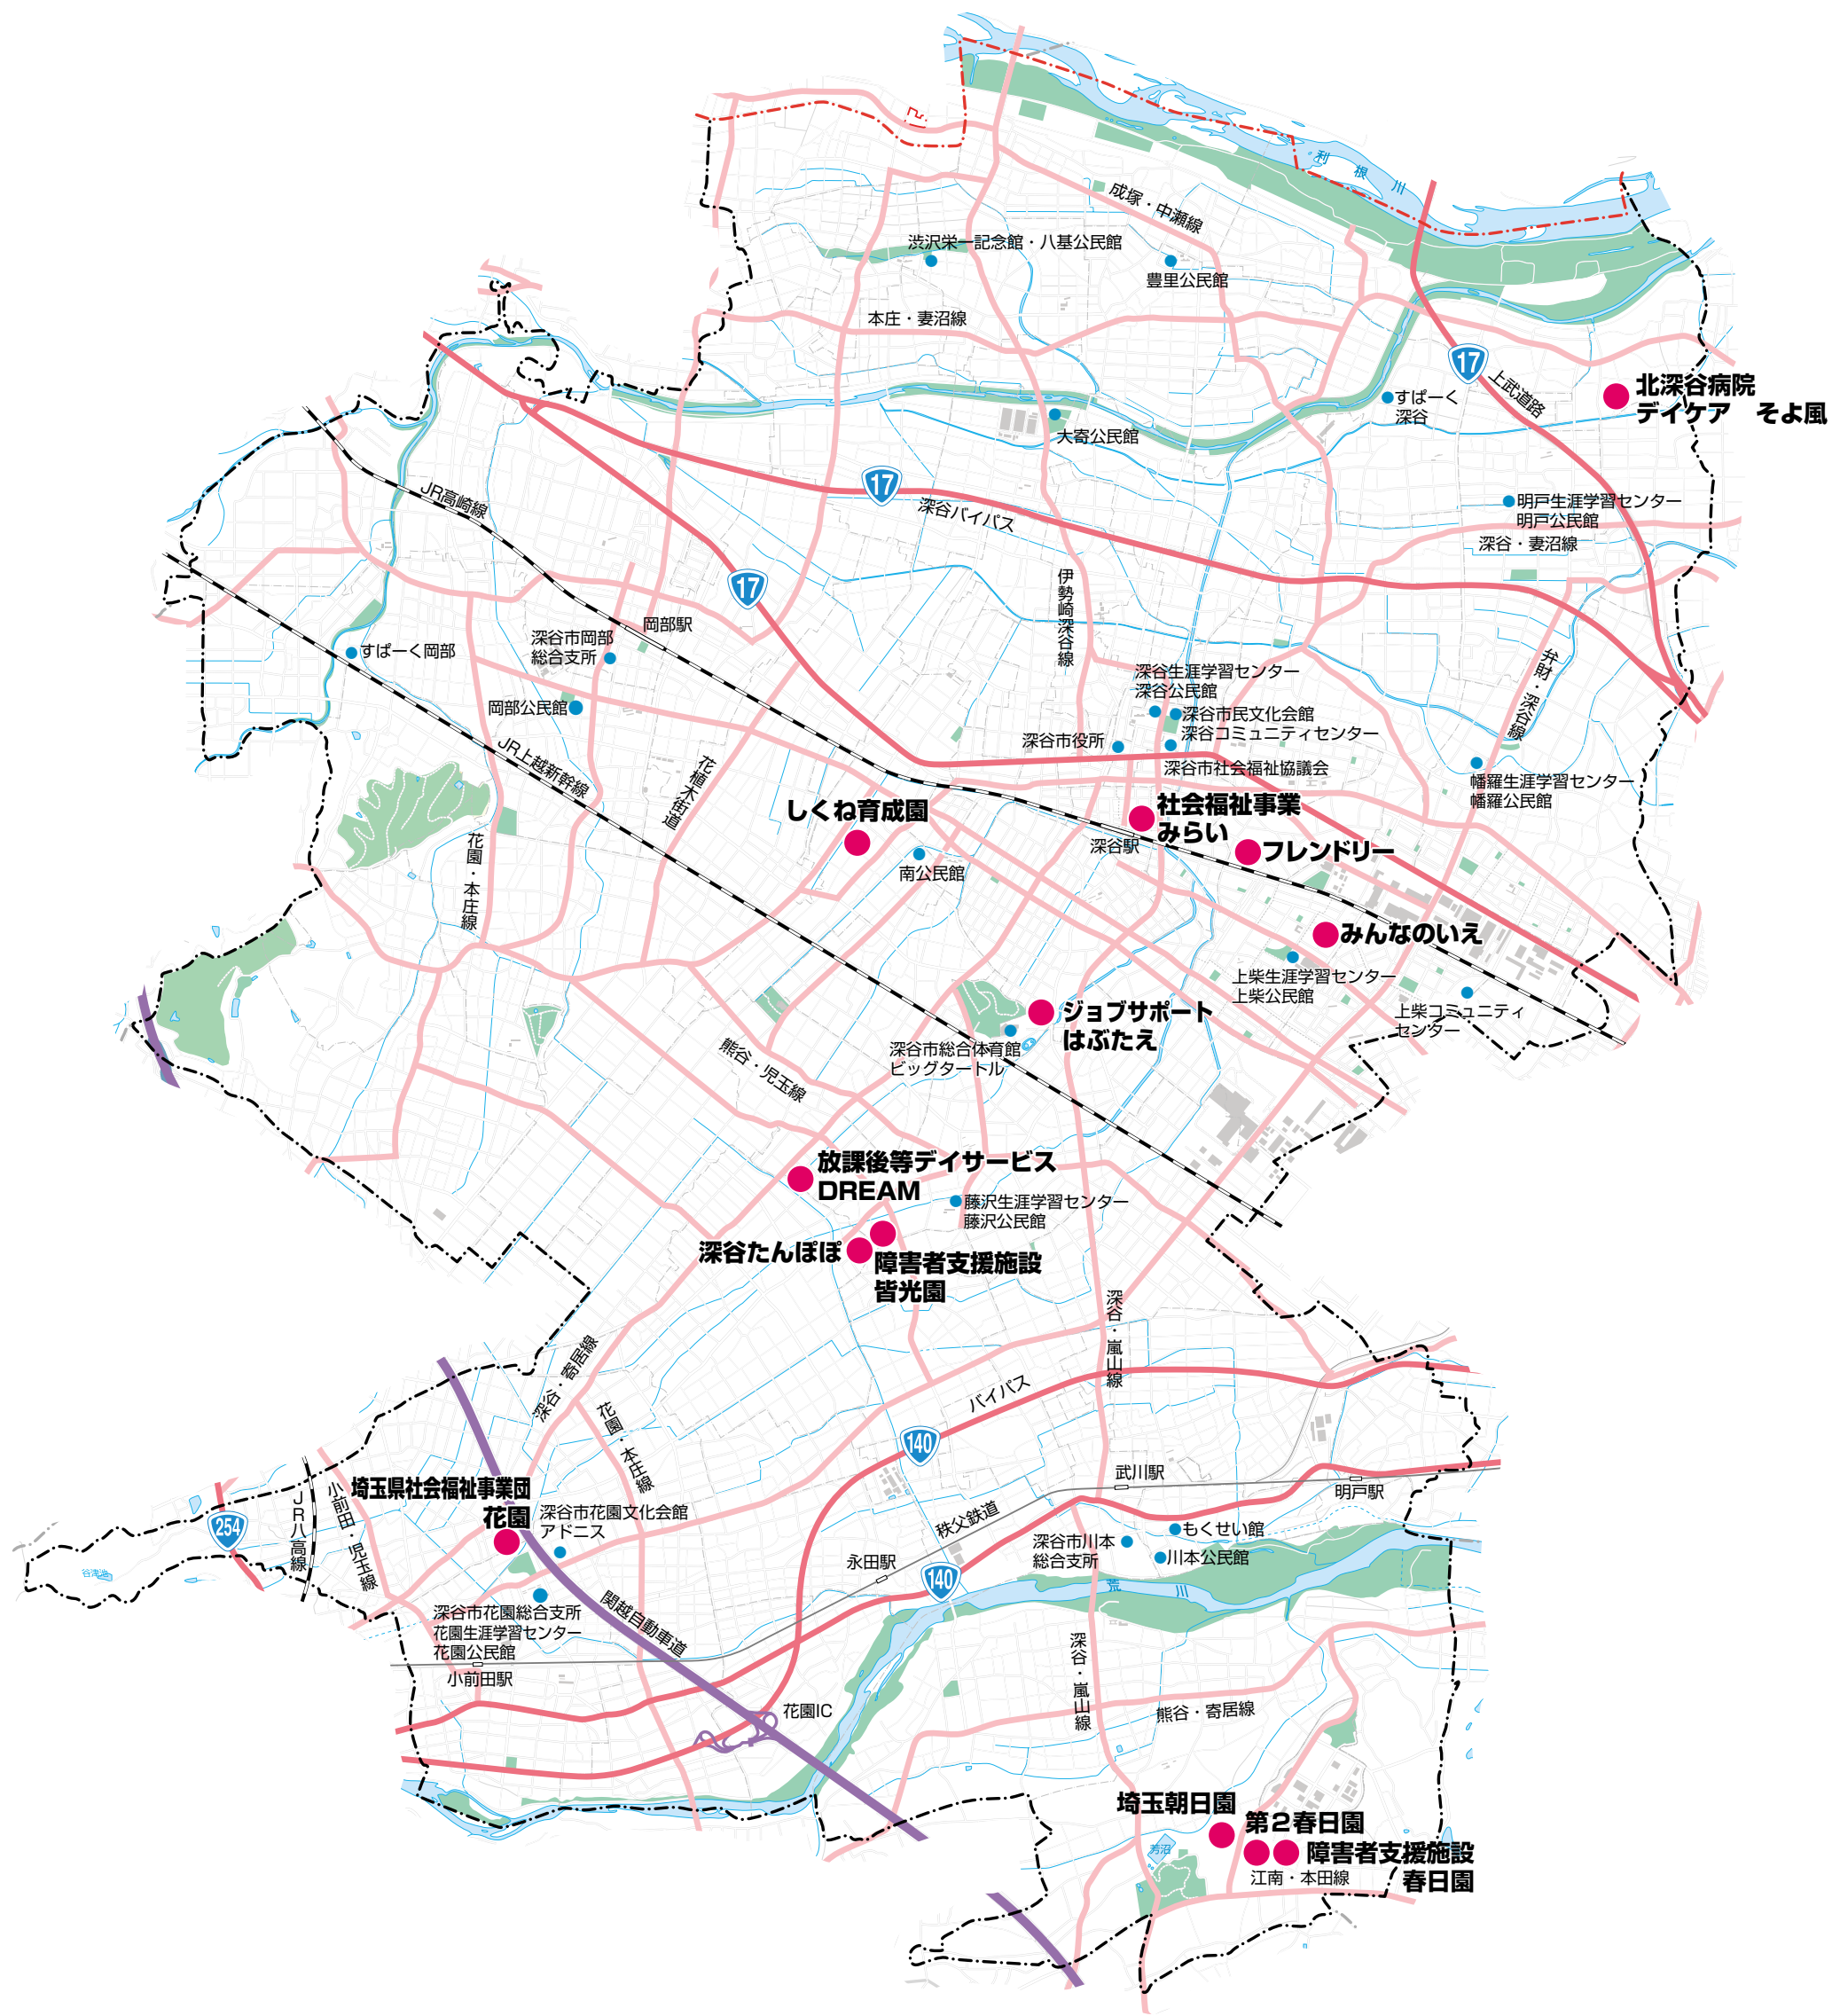 利根川
成塚・中瀬線
渋沢栄一記念館・八基公民館
豊里公民館
本庄・妻沼線
17
上武道路
すぱーく
深谷
北深谷病院
デイケア　そよ風
大寄公民館
JR高崎線
17
深谷バイパス
明戸生涯学習センター
明戸公民館
深谷・妻沼線
17
伊勢崎深谷線
岡部駅
深谷市岡部
総合支所
すぱーく岡部
弁財・深谷線
深谷生涯学習センター
深谷公民館
岡部公民館
深谷市民文化会館
深谷コミュニティセンター
深谷市役所
JR上越新幹線
花植木街道
深谷市社会福祉協議会
幡羅生涯学習センター
幡羅公民館
しくね育成園
社会福祉事業
みらい
深谷駅
フレンドリー
花園・本庄線
南公民館
みんなのいえ
上柴生涯学習センター
上柴公民館
上柴コミュニティ
センター
ジョブサポート
はぶたえ
深谷市総合体育館
ビッグタートル
熊谷・児玉線
放課後等デイサービス
DREAM
藤沢生涯学習センター
藤沢公民館
深谷たんぽぽ
障害者支援施設
皆光園
深谷・嵐山線
深谷・寄居線
バイパス
花園・本庄線
140
武川駅
明戸駅
埼玉県社会福祉事業団
花園
小前田・児玉線
JR八高線
254
深谷市花園文化会館
アドニス
秩父鉄道
もくせい館
深谷市川本
総合支所
川本公民館
永田駅
140
荒川
谷津池
関越自動車道
深谷市花園総合支所
花園生涯学習センター
花園公民館
小前田駅
深谷・嵐山線
花園IC
熊谷・寄居線
埼玉朝日園
第２春日園
芳沼
障害者支援施設
春日園
江南・本田線